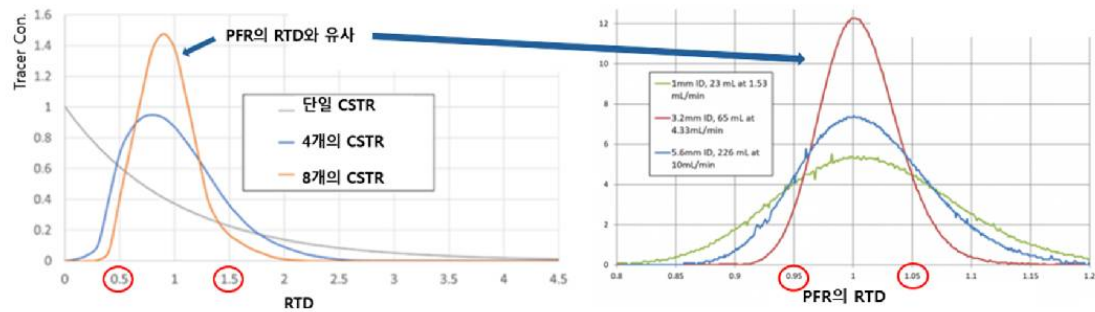 Tracer Con.
1.6
1.4
1.2
1
0.8
0.6
0.4
0.2
0
PFR의 RTD와 유사
단일 CSTR
4개의 CSTR
8개의 CSTR
0 0.5 1 1.5 2 2.5 3 3.5 4 4.5
RTD
12
10
8
6
4
2
0
1mm ID, 23 mL at 1.53
mL/min
3.2mm ID, 65 mL at
4.33mL/min
5.6mm ID, 226 mL at
10mL/min
0.8 0.85 0.9 0.95 1 1.05 1.1 1.15 1.2
PFR의 RTD